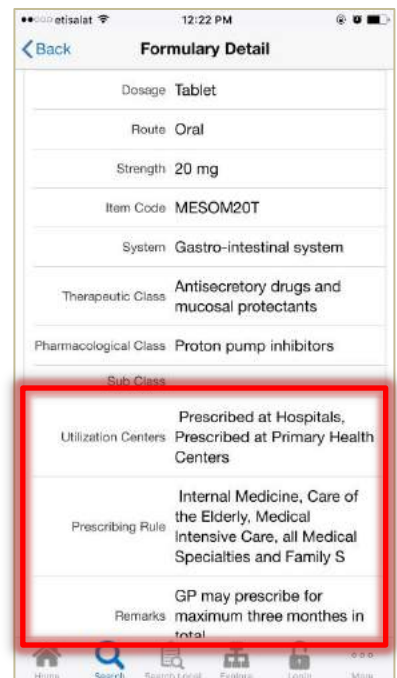 etisalat 12:22 PM
Back Formulary Detail
Dosage Tablet
Route Oral
Strength 20 mg
Item Code MESOM20T
System Gastro-intestinal system
Therapeutic Class Antisecretory drugs and
mucosal protectants
Pharmacological Class Proton pump inhibitors
Sub Class
Prescribed at Hospitals,
Utilization Centers Prescribed at Primary Health
Centers
Internal Medicine, Care of
the Elderly, Medical
Prescribing Rule Intensive Care, all Medical
Specialties and Family S
GP may prescribe for
Remarks maximum three monthes in
total
Home Search Search Local Explore Login More